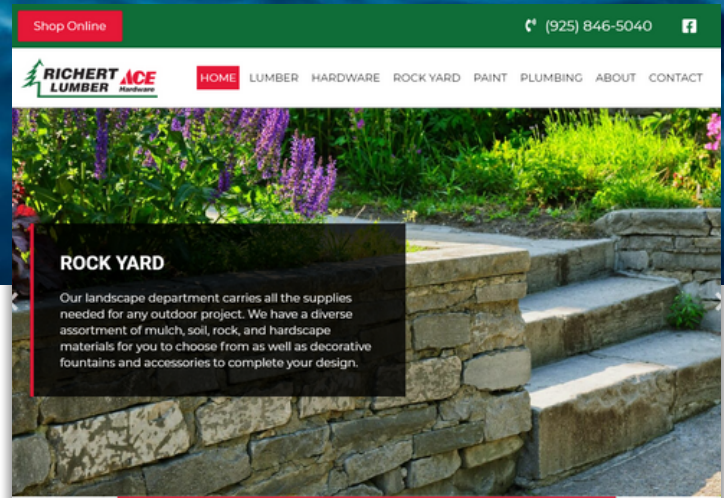 Shop Online
(925) 846-5040
RICHERT LUMBER ACE Hardware
HOME LUMBER HARDWARE ROCK YARD PAINT PLUMBING ABOUT CONTACT
ROCK YARD
Our landscape department carries all the supplies
needed for any outdoor project. We have a diverse
assortment of mulch, soil, rock, and hardscape
materials for you to choose from as well as decorative
fountains and accessories to complete your design.